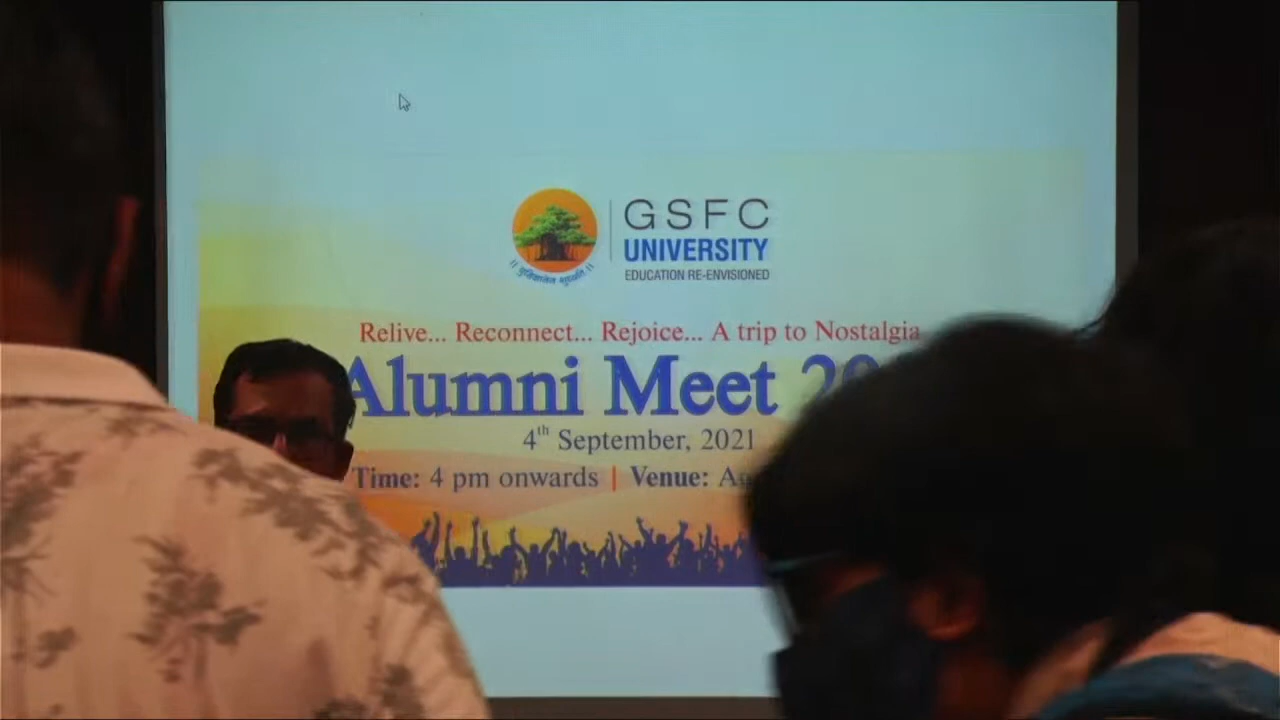 GSFC
UNIVERSITY
EDUCATION RE-ENVISIONED
Relive... Reconnect... Rejoice... A trip to Nostalgia
Alumni Meet
4th September, 2021
Time: 4 pm onwards | Venue: